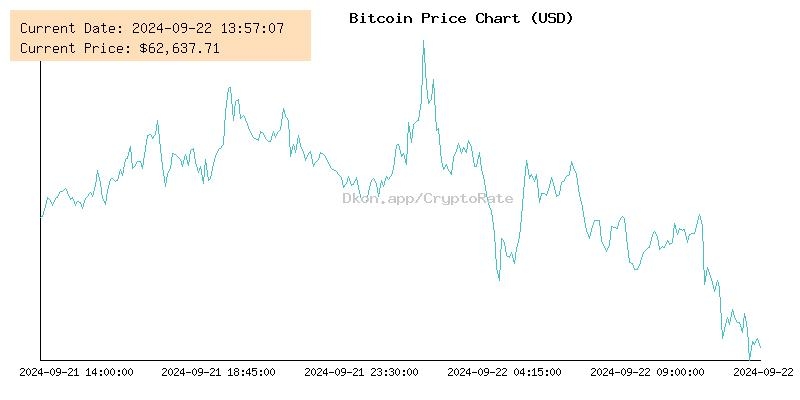 Bitcoin Price Chart (USD)
Current Date: 2024-09-22 13:57:07
Current Price: $62,637.71
Dkon.app/CryptoRate
2024-09-21 14:00:00 2024-09-21 18:45:00 2024-09-21 23:30:00 2024-09-22 04:15:00 2024-09-22 09:00:00 2024-09-22